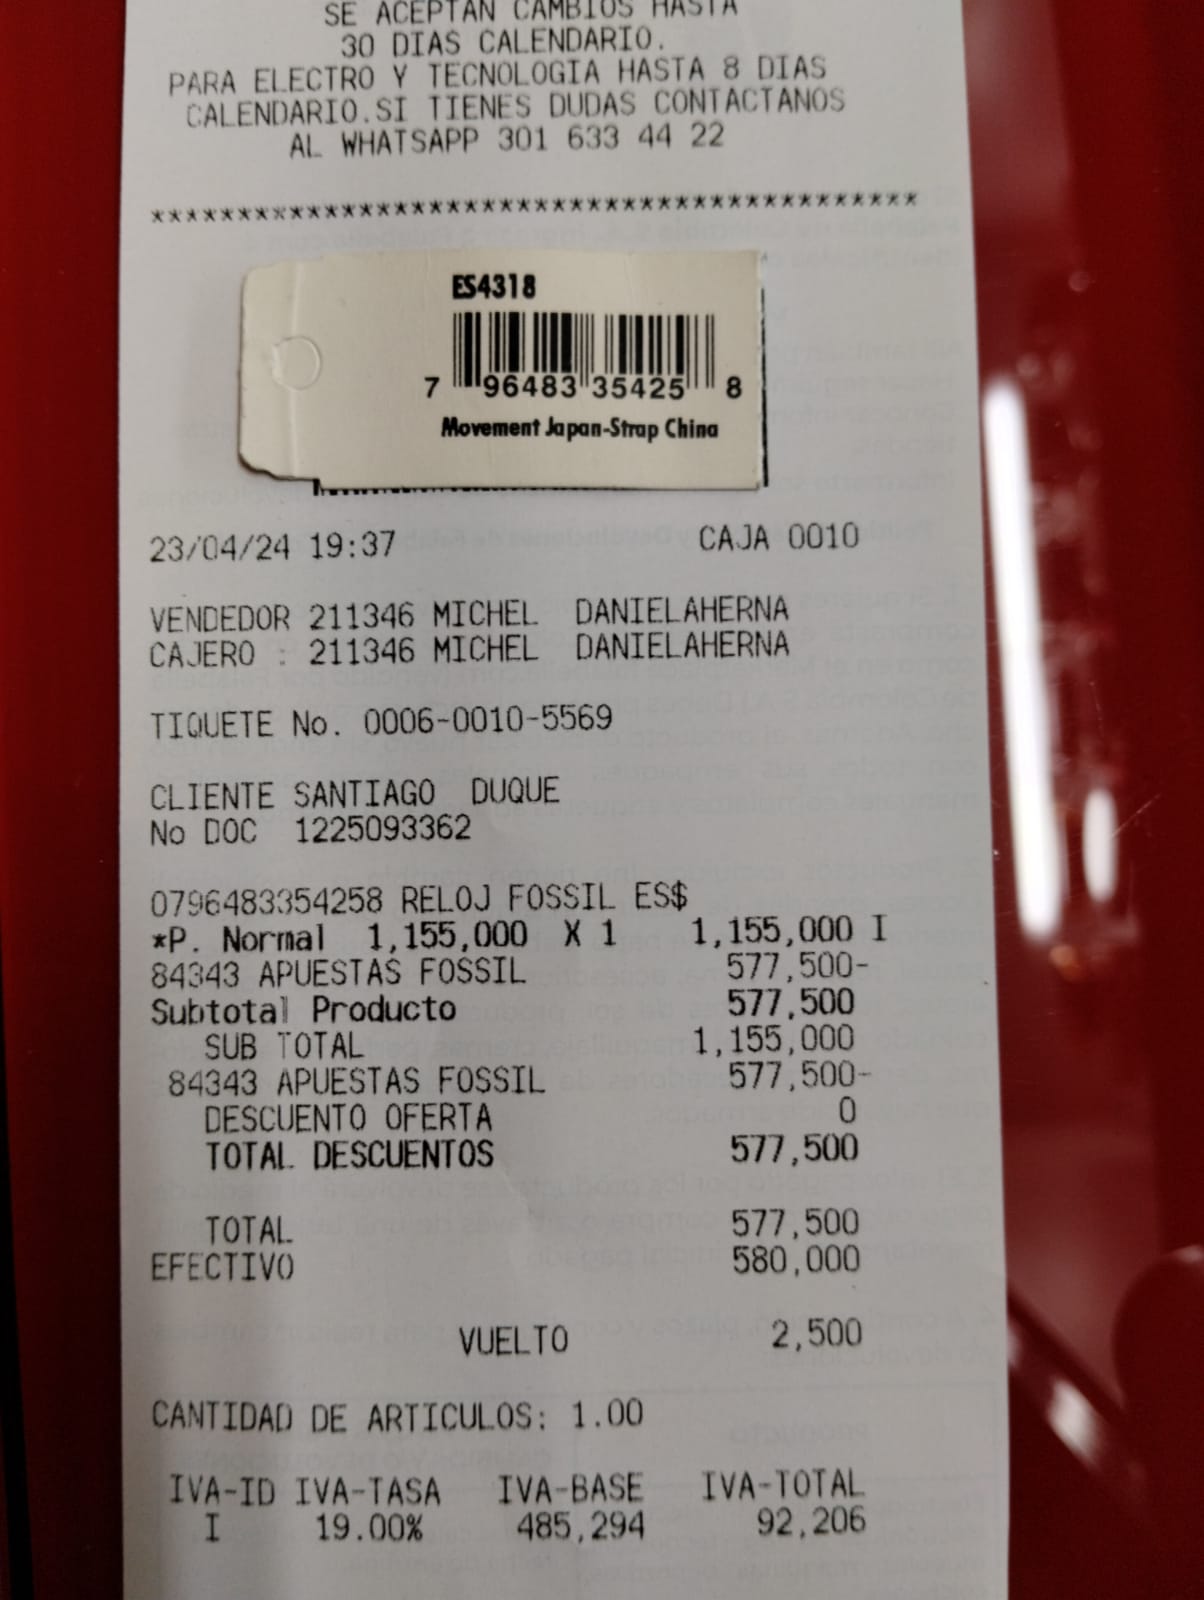 SE ACEPTAN CAMBIOS HASTA
30 DIAS CALENDARIO.
PARA ELECTRO Y TECNOLOGIA HASTA 8 DIAS
CALENDARIO.SI TIENES DUDAS CONTACTANOS
AL WHATSAPP 301 633 44 22
********************************************
ES4318
7 96483 35425 8
Movement Japan-Strap China
23/04/24 19:37 CAJA 0010
VENDEDOR 211346 MICHEL DANIELAHERNA
CAJERO : 211346 MICHEL DANIELAHERNA
TIQUETE No. 0006-0010-5569
CLIENTE SANTIAGO DUQUE
No DOC 1225093362
0796483354258 RELOJ FOSSIL ES$
*P. Normal 1,155,000 X 1 1,155,000 I
84343 APUESTAS FOSSIL 577,500-
Subtotal Producto 577,500
SUB TOTAL 1,155,000
84343 APUESTAS FOSSIL 577,500-
DESCUENTO OFERTA 0
TOTAL DESCUENTOS 577,500
TOTAL 577,500
EFECTIVO 580,000
VUELTO 2,500
CANTIDAD DE ARTICULOS: 1.00
IVA-ID IVA-TASA IVA-BASE IVA-TOTAL
I 19.00% 485,294 92,206